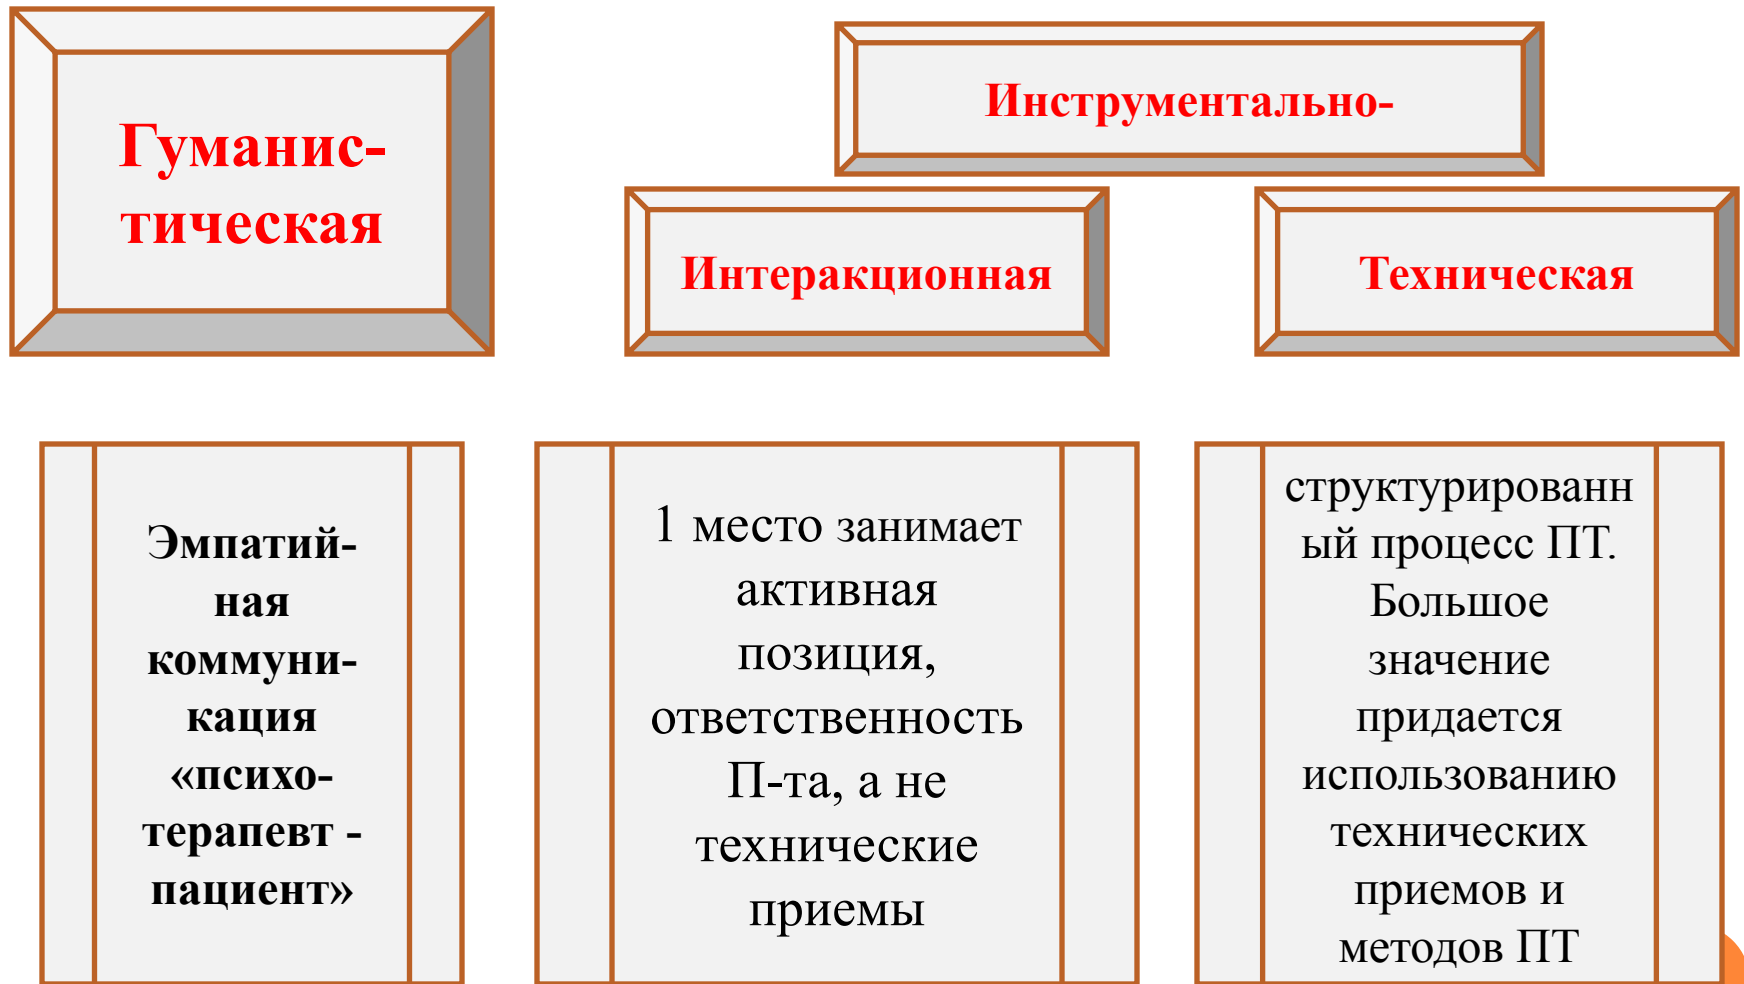 Гуманис-
тическая
Инструментально-
Интеракционная
Техническая
Эмпатий-
ная
коммуни-
кация
«психо-
терапевт -
пациент»
1 место занимает
активная
позиция,
ответственность
П-та, а не
технические
приемы
структурированн
ый процесс ПТ.
Большое
значение
придается
использованию
технических
приемов и
методов ПТ